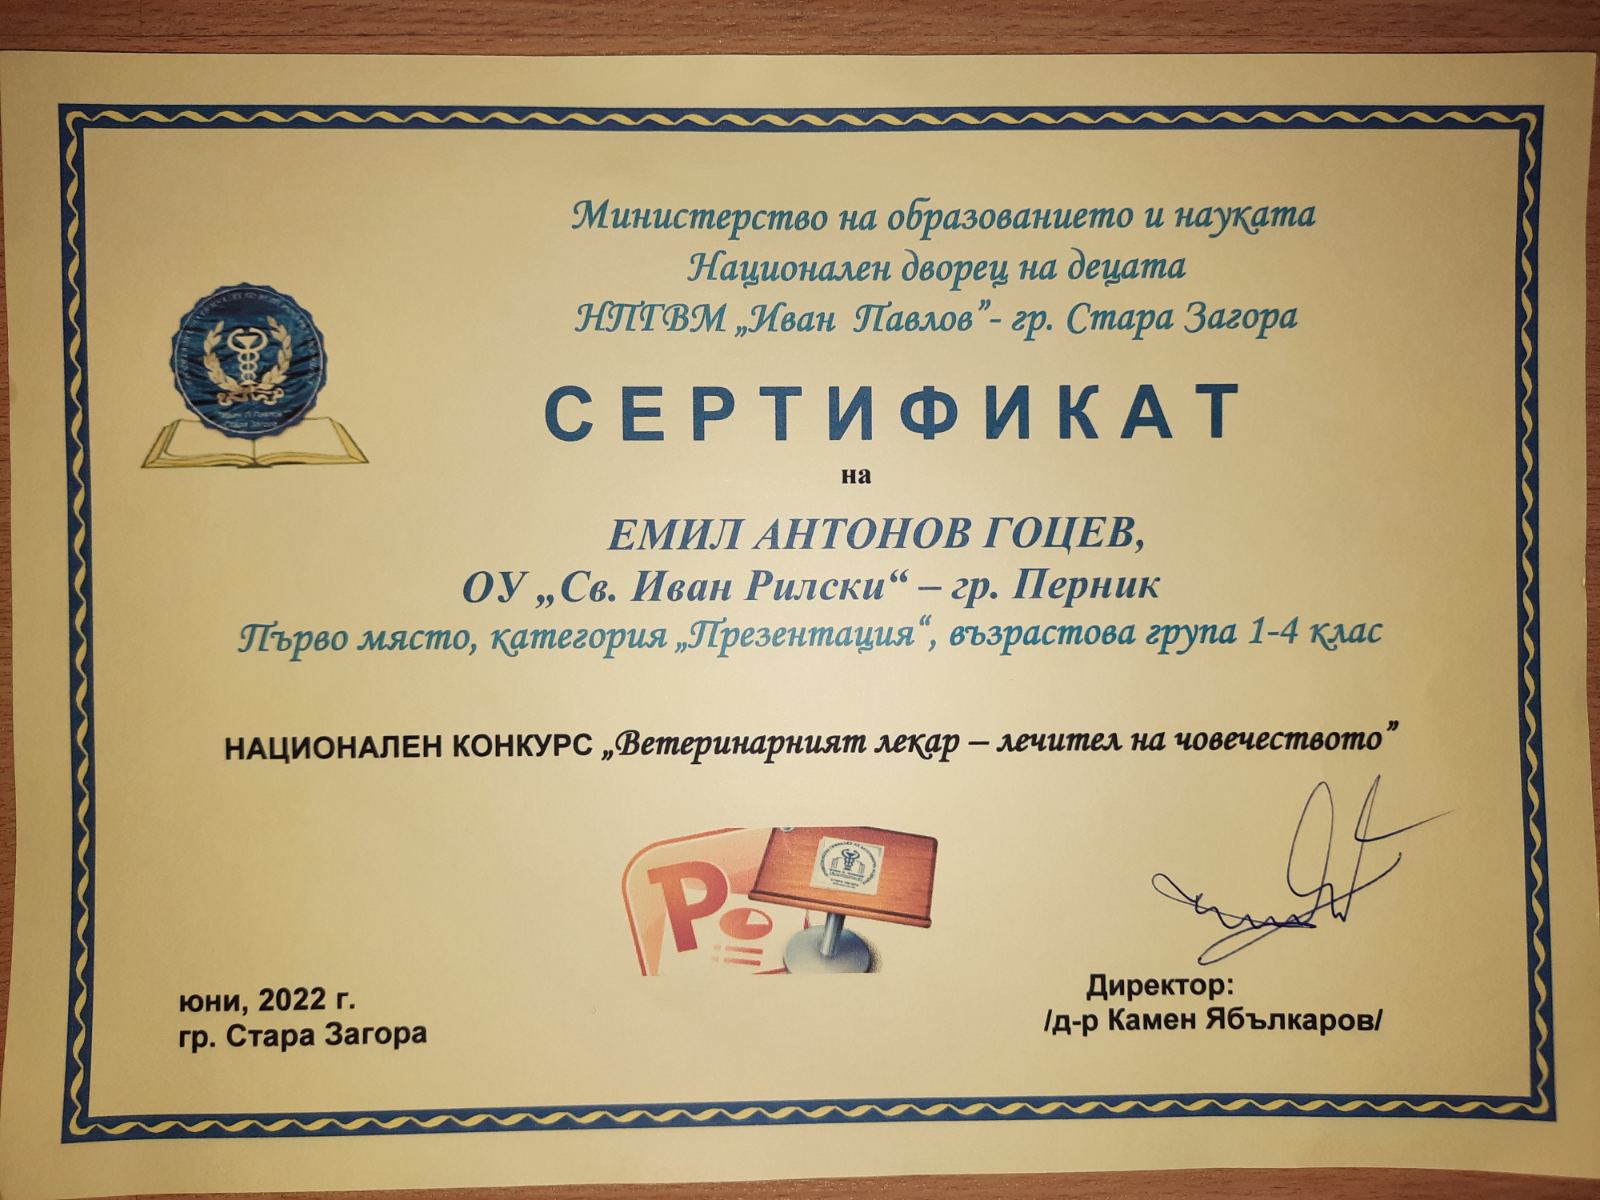 Министерство на образованието и науката
Национален дворец на децата
НПГВМ „Иван Павлов”- гр. Стара Загора
СЕРТИФИКАТ
на
ЕМИЛ АНТОНОВ ГОЦЕВ,
ОУ „Св. Иван Рилски“ – гр. Перник
Първо място, категория „Презентация“, възрастова група 1-4 клас
НАЦИОНАЛЕН КОНКУРС „Ветеринарният лекар – лечител на човечеството”
P
юни, 2022 г.
гр. Стара Загора
Директор:
/д-р Камен Ябълкаров/